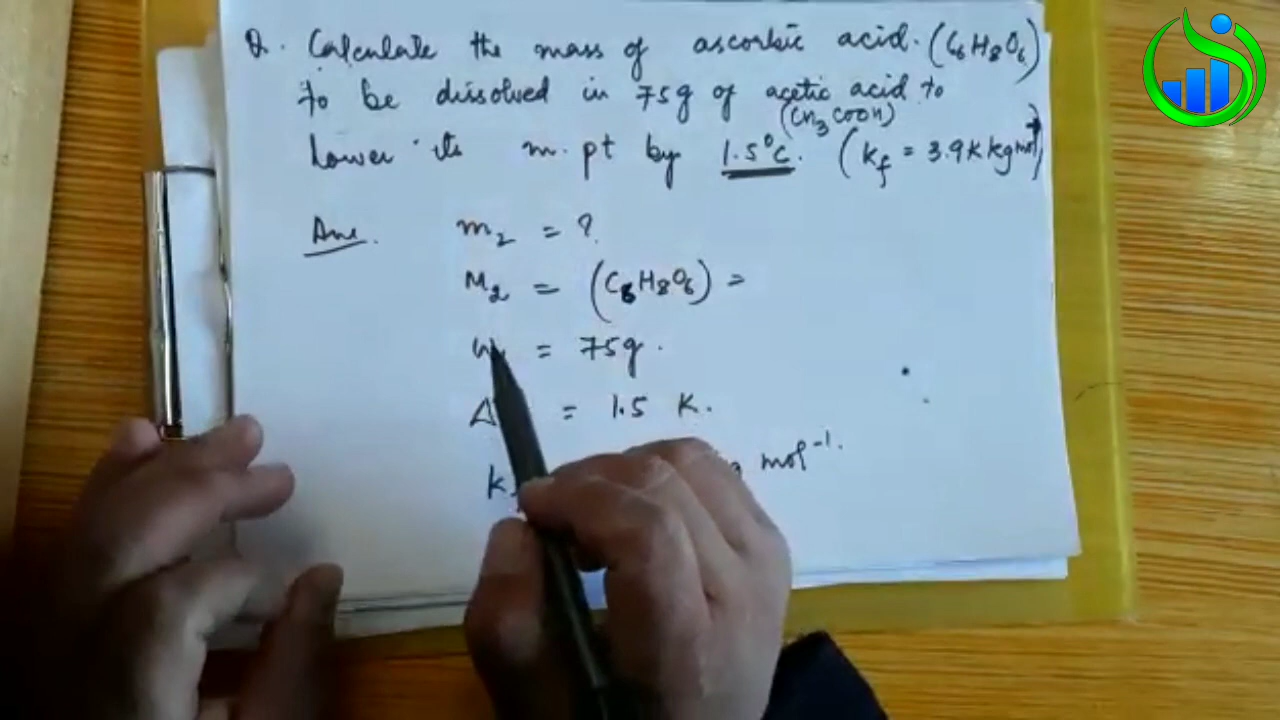 Q. Calculate the mass of ascorbic acid. (C6H8O6)
to be dissolved in 75g of acetic acid to
(CH3COOH)
Lower its m.pt by 1.5°C. (Kf = 3.9K kg mol-1)
Ans. m2 = ?
M2 = (C6H8O6) =
= 75g.
Δ = 1.5 K.
K mol-1.